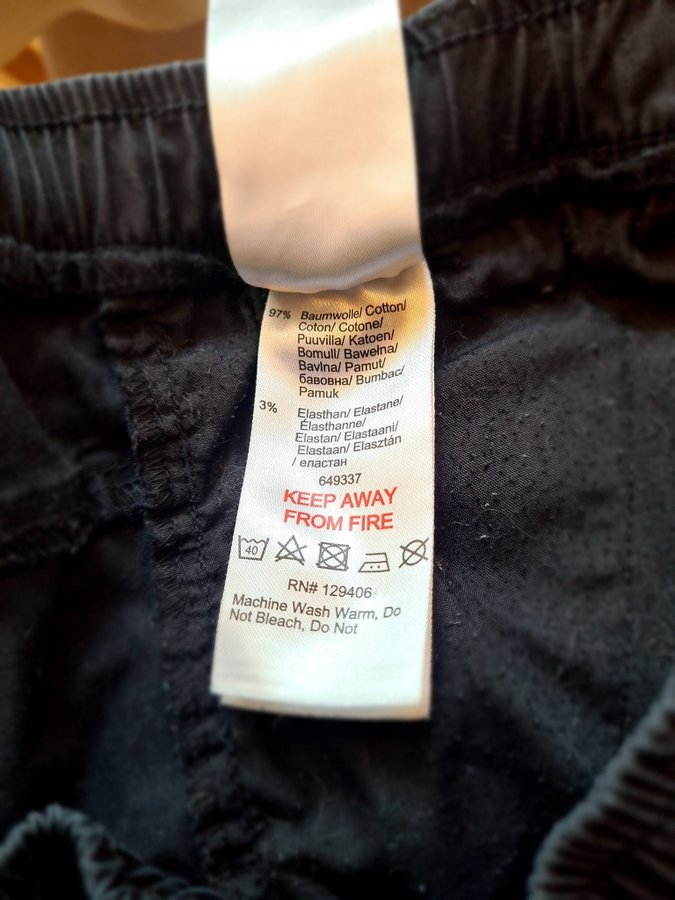 97% Baumwolle/ Cotton/
Coton/ Cotone/
Puuvilla/ Katoen/
Bomull/ Bawełna/
Bavlna/ Pamut/
бавовна/ Bumbac/
Pamuk
3% Elasthan/ Elastane/
Élasthanne/
Elastan/ Elastaani/
Elastaan/ Elasztán
/ еластан
649337
KEEP AWAY
FROM FIRE
40
RN# 129406
Machine Wash Warm, Do
Not Bleach, Do Not